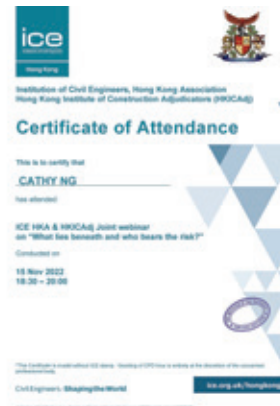 ice
Hong Kong
Institution of Civil Engineers, Hong Kong Association
Hong Kong Institute of Construction Adjudicators (HKICAdj)
Certificate of Attendance
This is to certify that
CATHY NG
has attended
ICE HKA & HKICAdj Joint webinar
on "What lies beneath and who bears the risk?"
Conducted on
15 Nov 2022
18:30 – 20:00
Civil Engineers: Shaping the World
ice.org.uk/hongkong